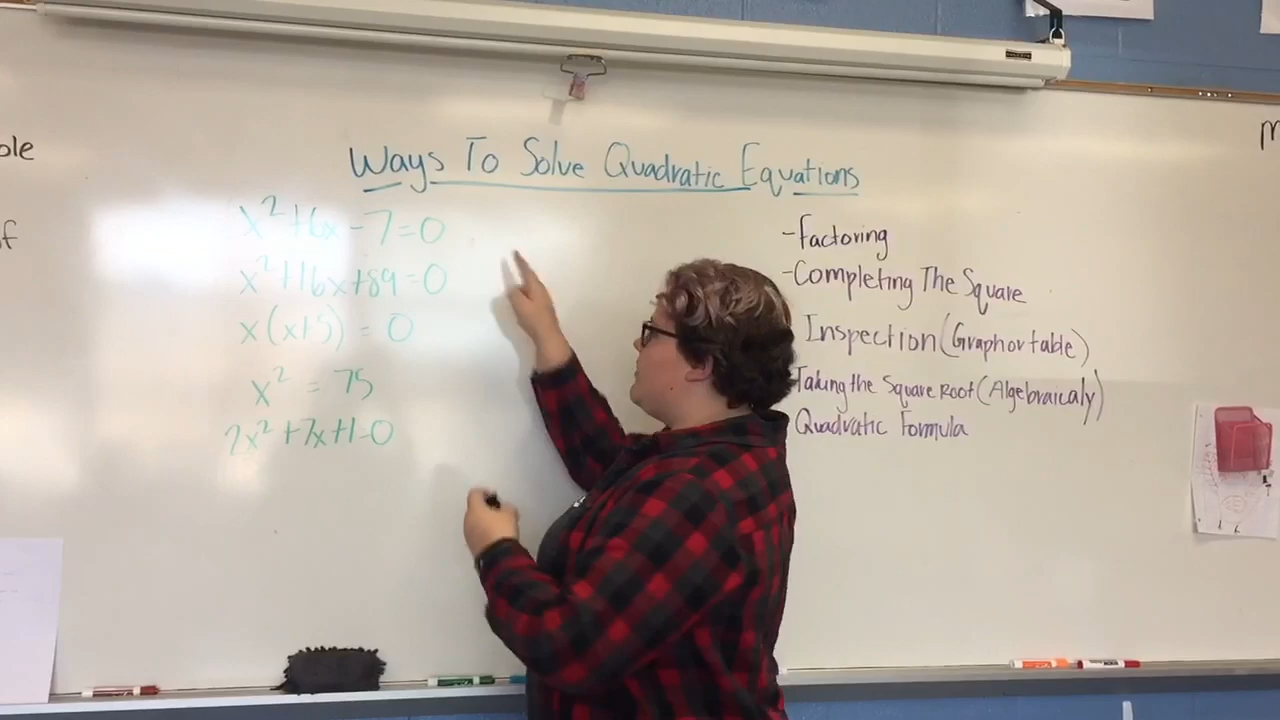 ole
f
M
Ways To Solve Quadratic Equations
x²+6x-7=0
x²+16x+89=0
x(x+5) = 0
x² = 75
2x²+7x+1=0
-Factoring
-Completing The Square
Inspection (Graph or table)
Taking the Square Root (Algebraicaly)
Quadratic Formula